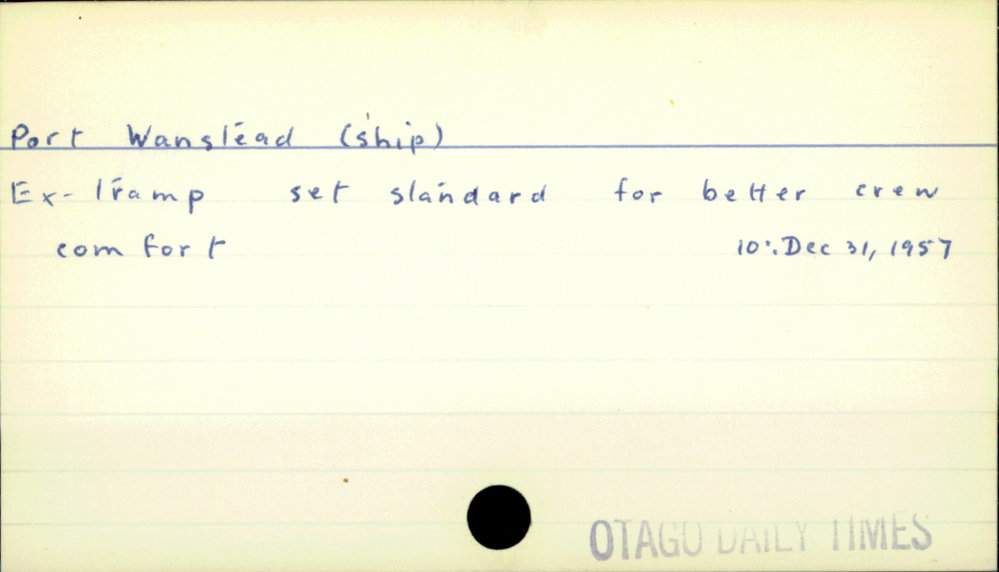 Port Wanstead (ship)
Ex-tramp set standard for better crew
comfort 10:Dec 31, 1957
OTAGO DAILY TIMES